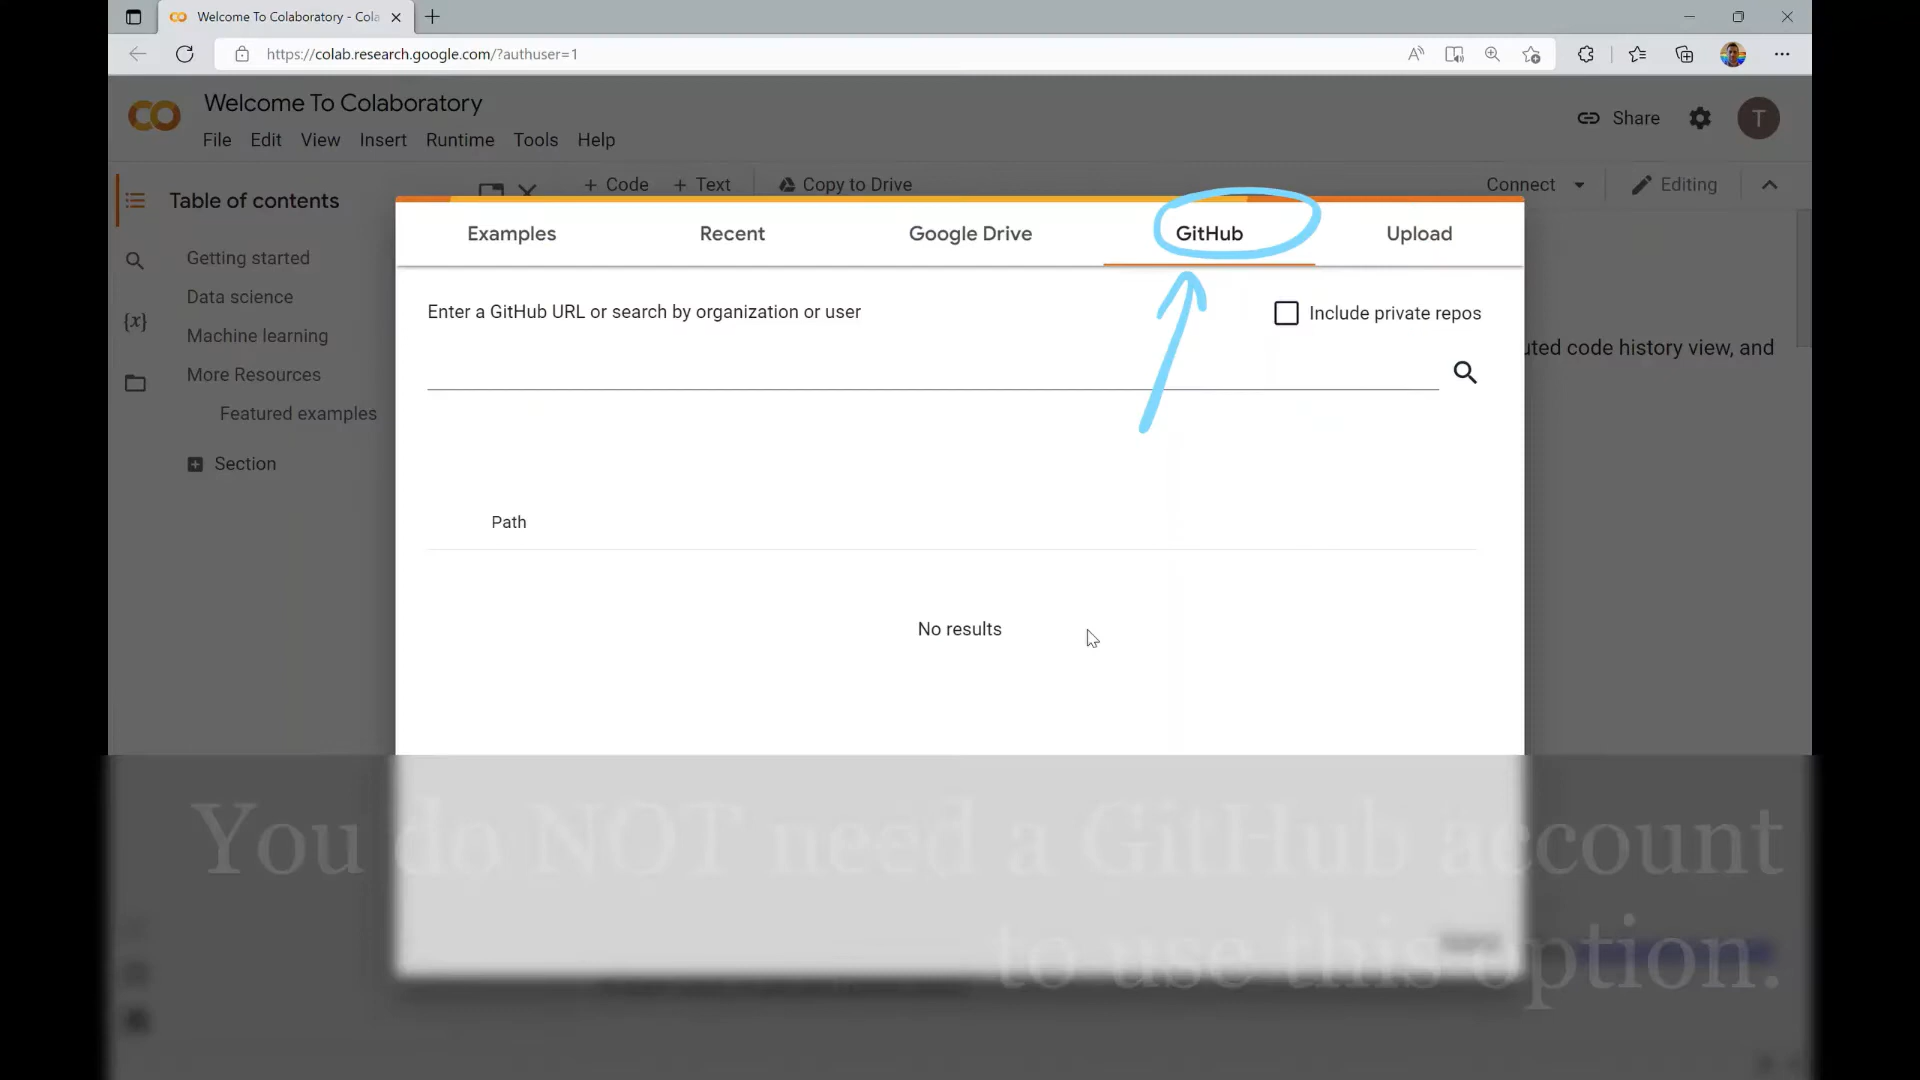 Welcome To Colaboratory - Cola
https://colab.research.google.com/?authuser=1
Welcome To Colaboratory
Share
T
File Edit View Insert Runtime Tools Help
Table of contents
+ Code + Text Copy to Drive
Connect
Editing
Examples Recent Google Drive GitHub Upload
Getting started
Data science
Machine learning
More Resources
Featured examples
Section
Enter a GitHub URL or search by organization or user
Include private repos
uted code history view, and
Path
No results
You do NOT need a GitHub account
to use this option.